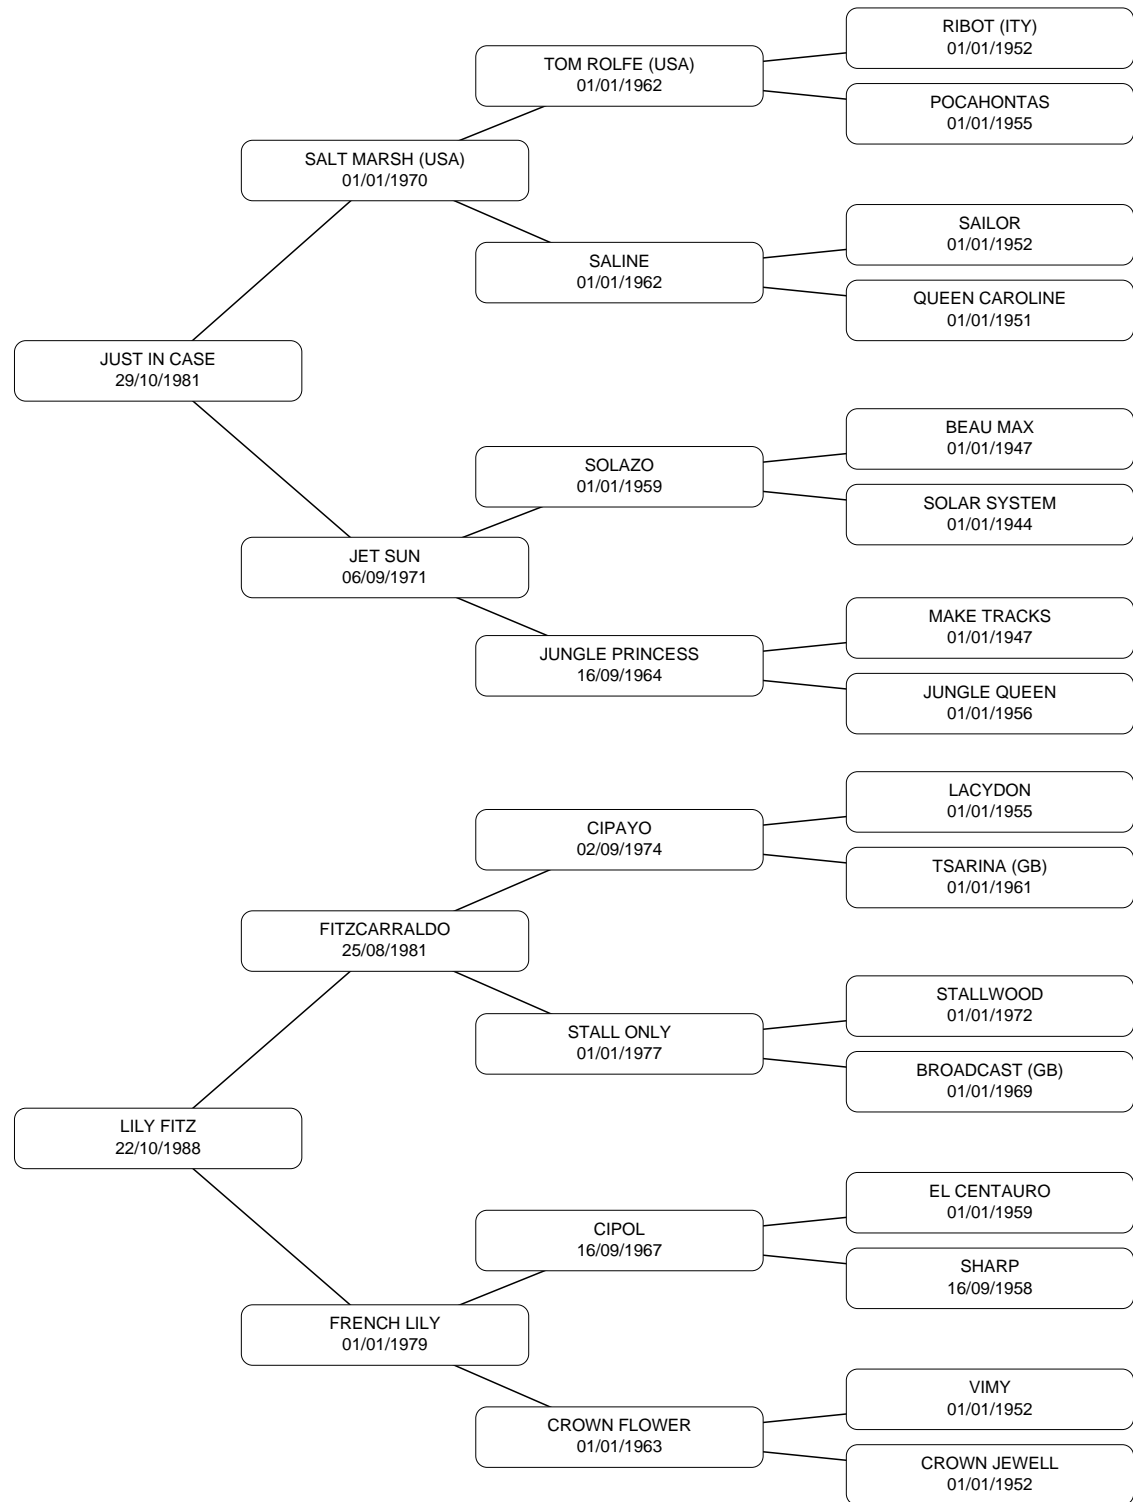 RIBOT (ITY)
01/01/1952
TOM ROLFE (USA)
01/01/1962
POCAHONTAS
01/01/1955
SALT MARSH (USA)
01/01/1970
SAILOR
01/01/1952
SALINE
01/01/1962
QUEEN CAROLINE
01/01/1951
JUST IN CASE
29/10/1981
BEAU MAX
01/01/1947
SOLAZO
01/01/1959
SOLAR SYSTEM
01/01/1944
JET SUN
06/09/1971
MAKE TRACKS
01/01/1947
JUNGLE PRINCESS
16/09/1964
JUNGLE QUEEN
01/01/1956
LACYDON
01/01/1955
CIPAYO
02/09/1974
TSARINA (GB)
01/01/1961
FITZCARRALDO
25/08/1981
STALLWOOD
01/01/1972
STALL ONLY
01/01/1977
BROADCAST (GB)
01/01/1969
LILY FITZ
22/10/1988
EL CENTAURO
01/01/1959
CIPOL
16/09/1967
SHARP
16/09/1958
FRENCH LILY
01/01/1979
VIMY
01/01/1952
CROWN FLOWER
01/01/1963
CROWN JEWELL
01/01/1952